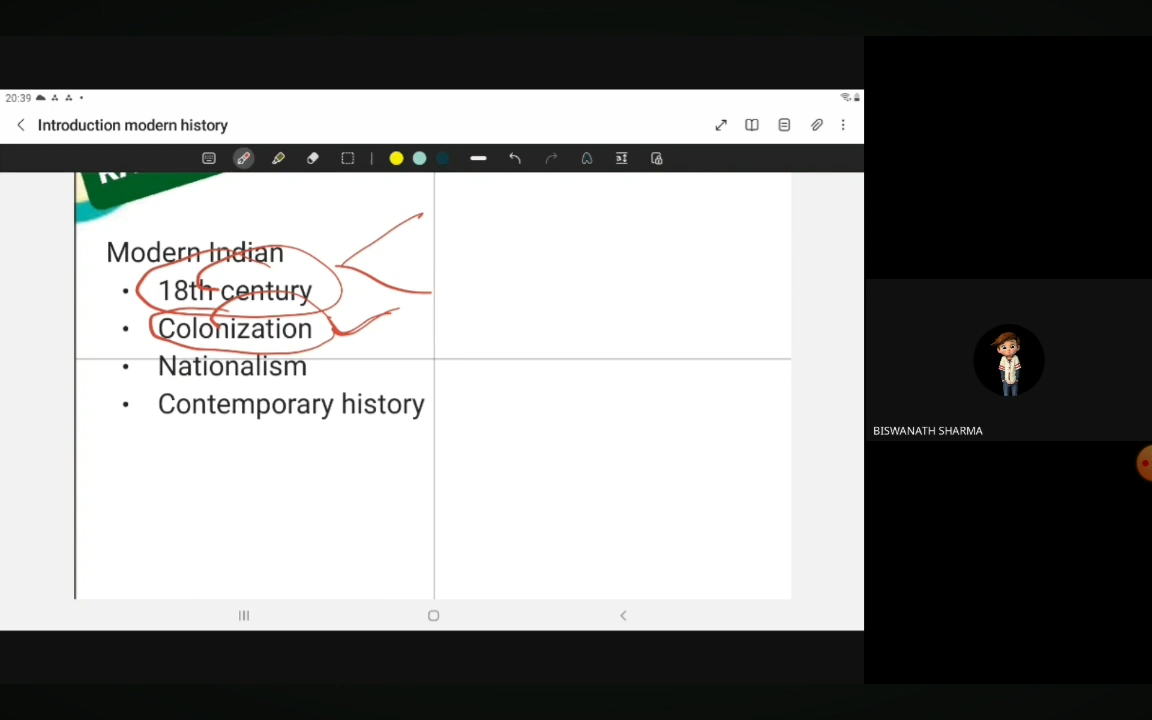 20:39
Introduction modern history
Modern Indian
• 18th century
• Colonization
• Nationalism
• Contemporary history
BISWANATH SHARMA